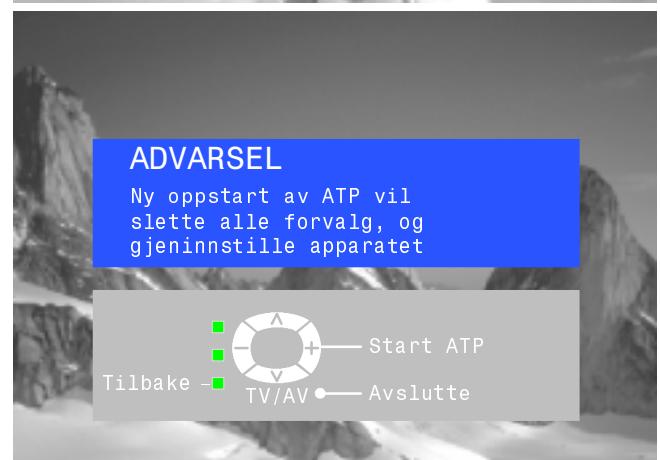 ADVARSEL
Ny oppstart av ATP vil
slette alle forvalg, og
gjeninnstille apparatet
Start ATP
Tilbake
TV/AV
Avslutte